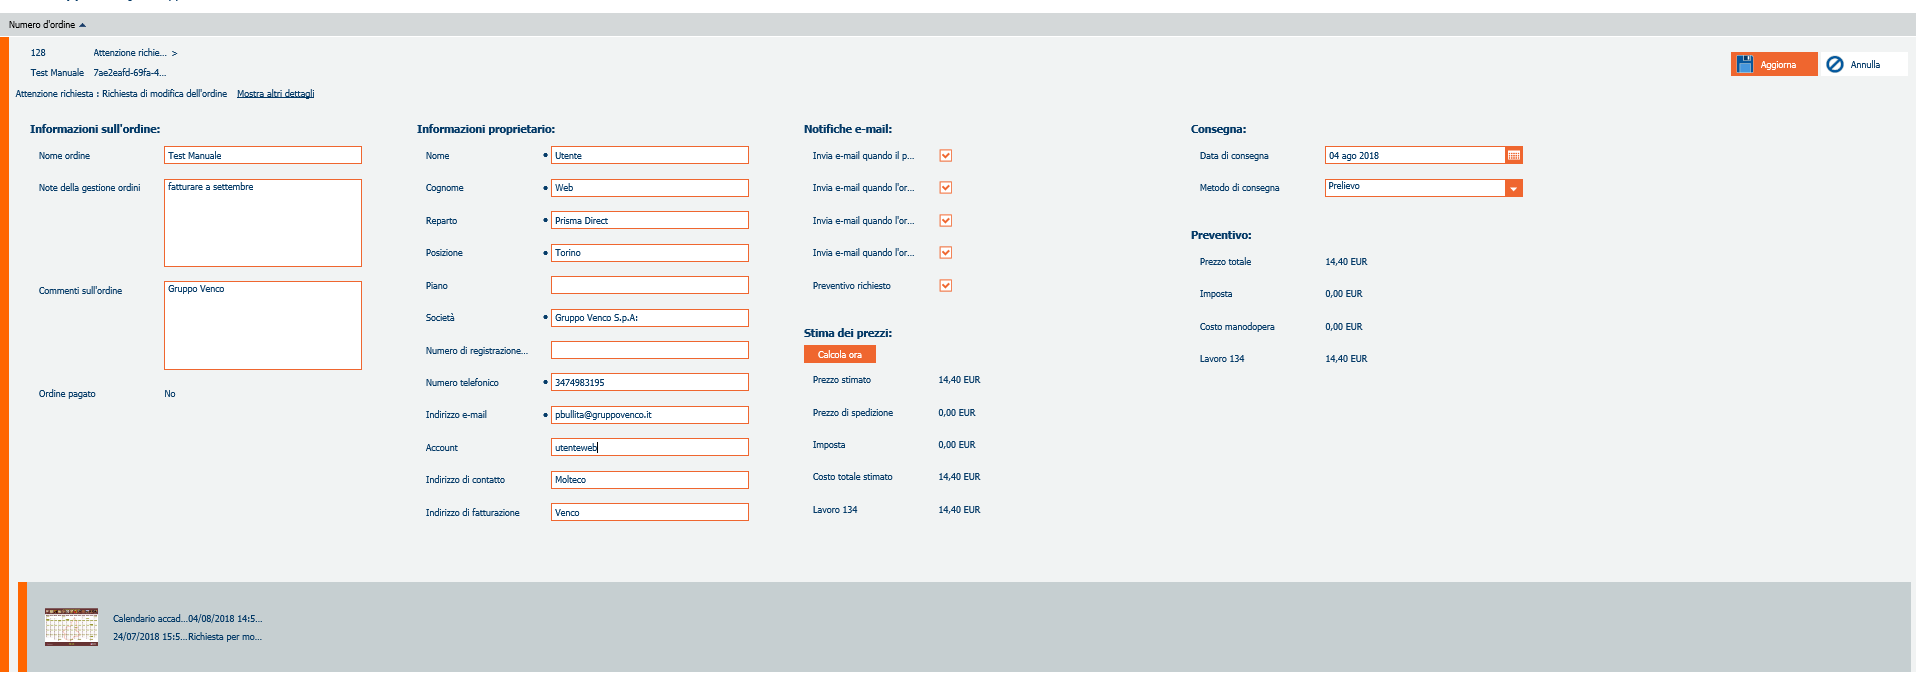 Numero d'ordine
128 Attenzione richie... >
Test Manuale 7ae2eafd-69fa-4...
Attenzione richiesta : Richiesta di modifica dell'ordine Mostra altri dettagli
Aggiorna
Annulla
Informazioni sull'ordine:
Nome ordine Test Manuale
Note della gestione ordini fatturare a settembre
Commenti sull'ordine Gruppo Venco
Ordine pagato No
Informazioni proprietario:
Nome • Utente
Cognome • Web
Reparto • Prisma Direct
Posizione • Torino
Piano
Società • Gruppo Venco S.p.A:
Numero di registrazione...
Numero telefonico • 3474983195
Indirizzo e-mail • pbullita@gruppovenco.it
Account utenteweb
Indirizzo di contatto Molteco
Indirizzo di fatturazione Venco
Notifiche e-mail:
Invia e-mail quando il p...
Invia e-mail quando l'or...
Invia e-mail quando l'or...
Invia e-mail quando l'or...
Preventivo richiesto
Stima dei prezzi:
Calcola ora
Prezzo stimato 14,40 EUR
Prezzo di spedizione 0,00 EUR
Imposta 0,00 EUR
Costo totale stimato 14,40 EUR
Lavoro 134 14,40 EUR
Consegna:
Data di consegna 04 ago 2018
Metodo di consegna Prelievo
Preventivo:
Prezzo totale 14,40 EUR
Imposta 0,00 EUR
Costo manodopera 0,00 EUR
Lavoro 134 14,40 EUR
Calendario accad...04/08/2018 14:5...
24/07/2018 15:5...Richiesta per mo...